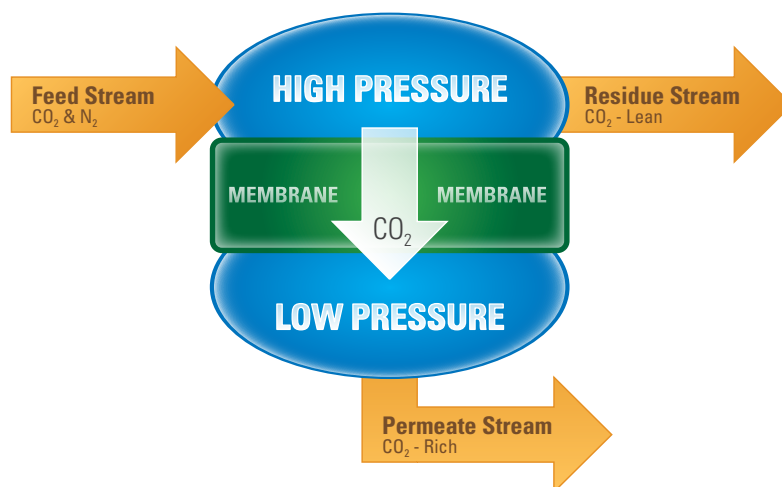 Feed Stream
CO₂ & N₂
HIGH PRESSURE
Residue Stream
CO₂ - Lean
MEMBRANE
MEMBRANE
CO₂
LOW PRESSURE
Permeate Stream
CO₂ - Rich